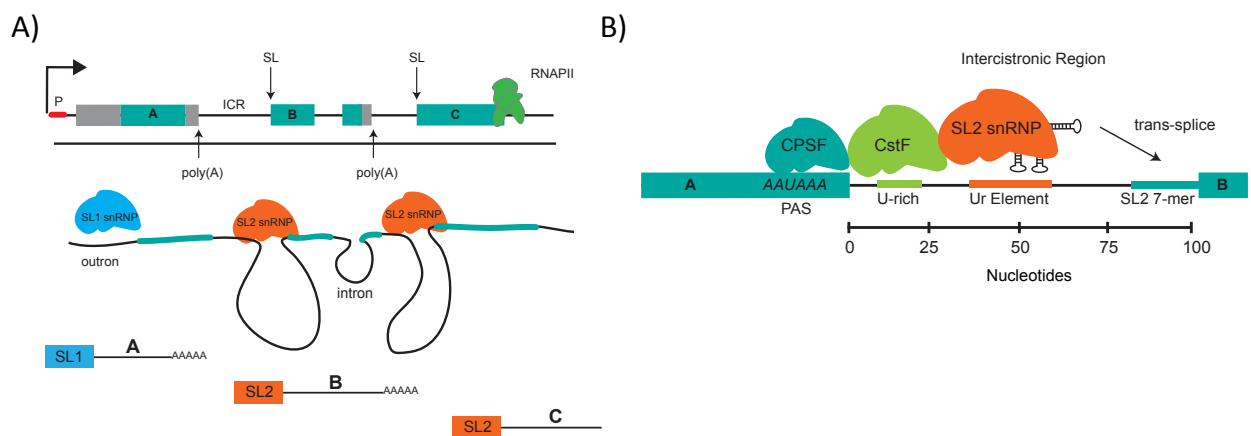 A)
SL
SL
RNAPII
P
A
ICR
B
C
poly(A)
poly(A)
SL1 snRNP
SL2 snRNP
SL2 snRNP
outron
intron
SL1
A
AAAAA
SL2
B
AAAAA
SL2
C
B)
Intercistronic Region
SL2 snRNP
trans-splice
CPSF
CstF
A
AAUAAA
B
PAS
U-rich
Ur Element
SL2 7-mer
0
25
50
75
100
Nucleotides